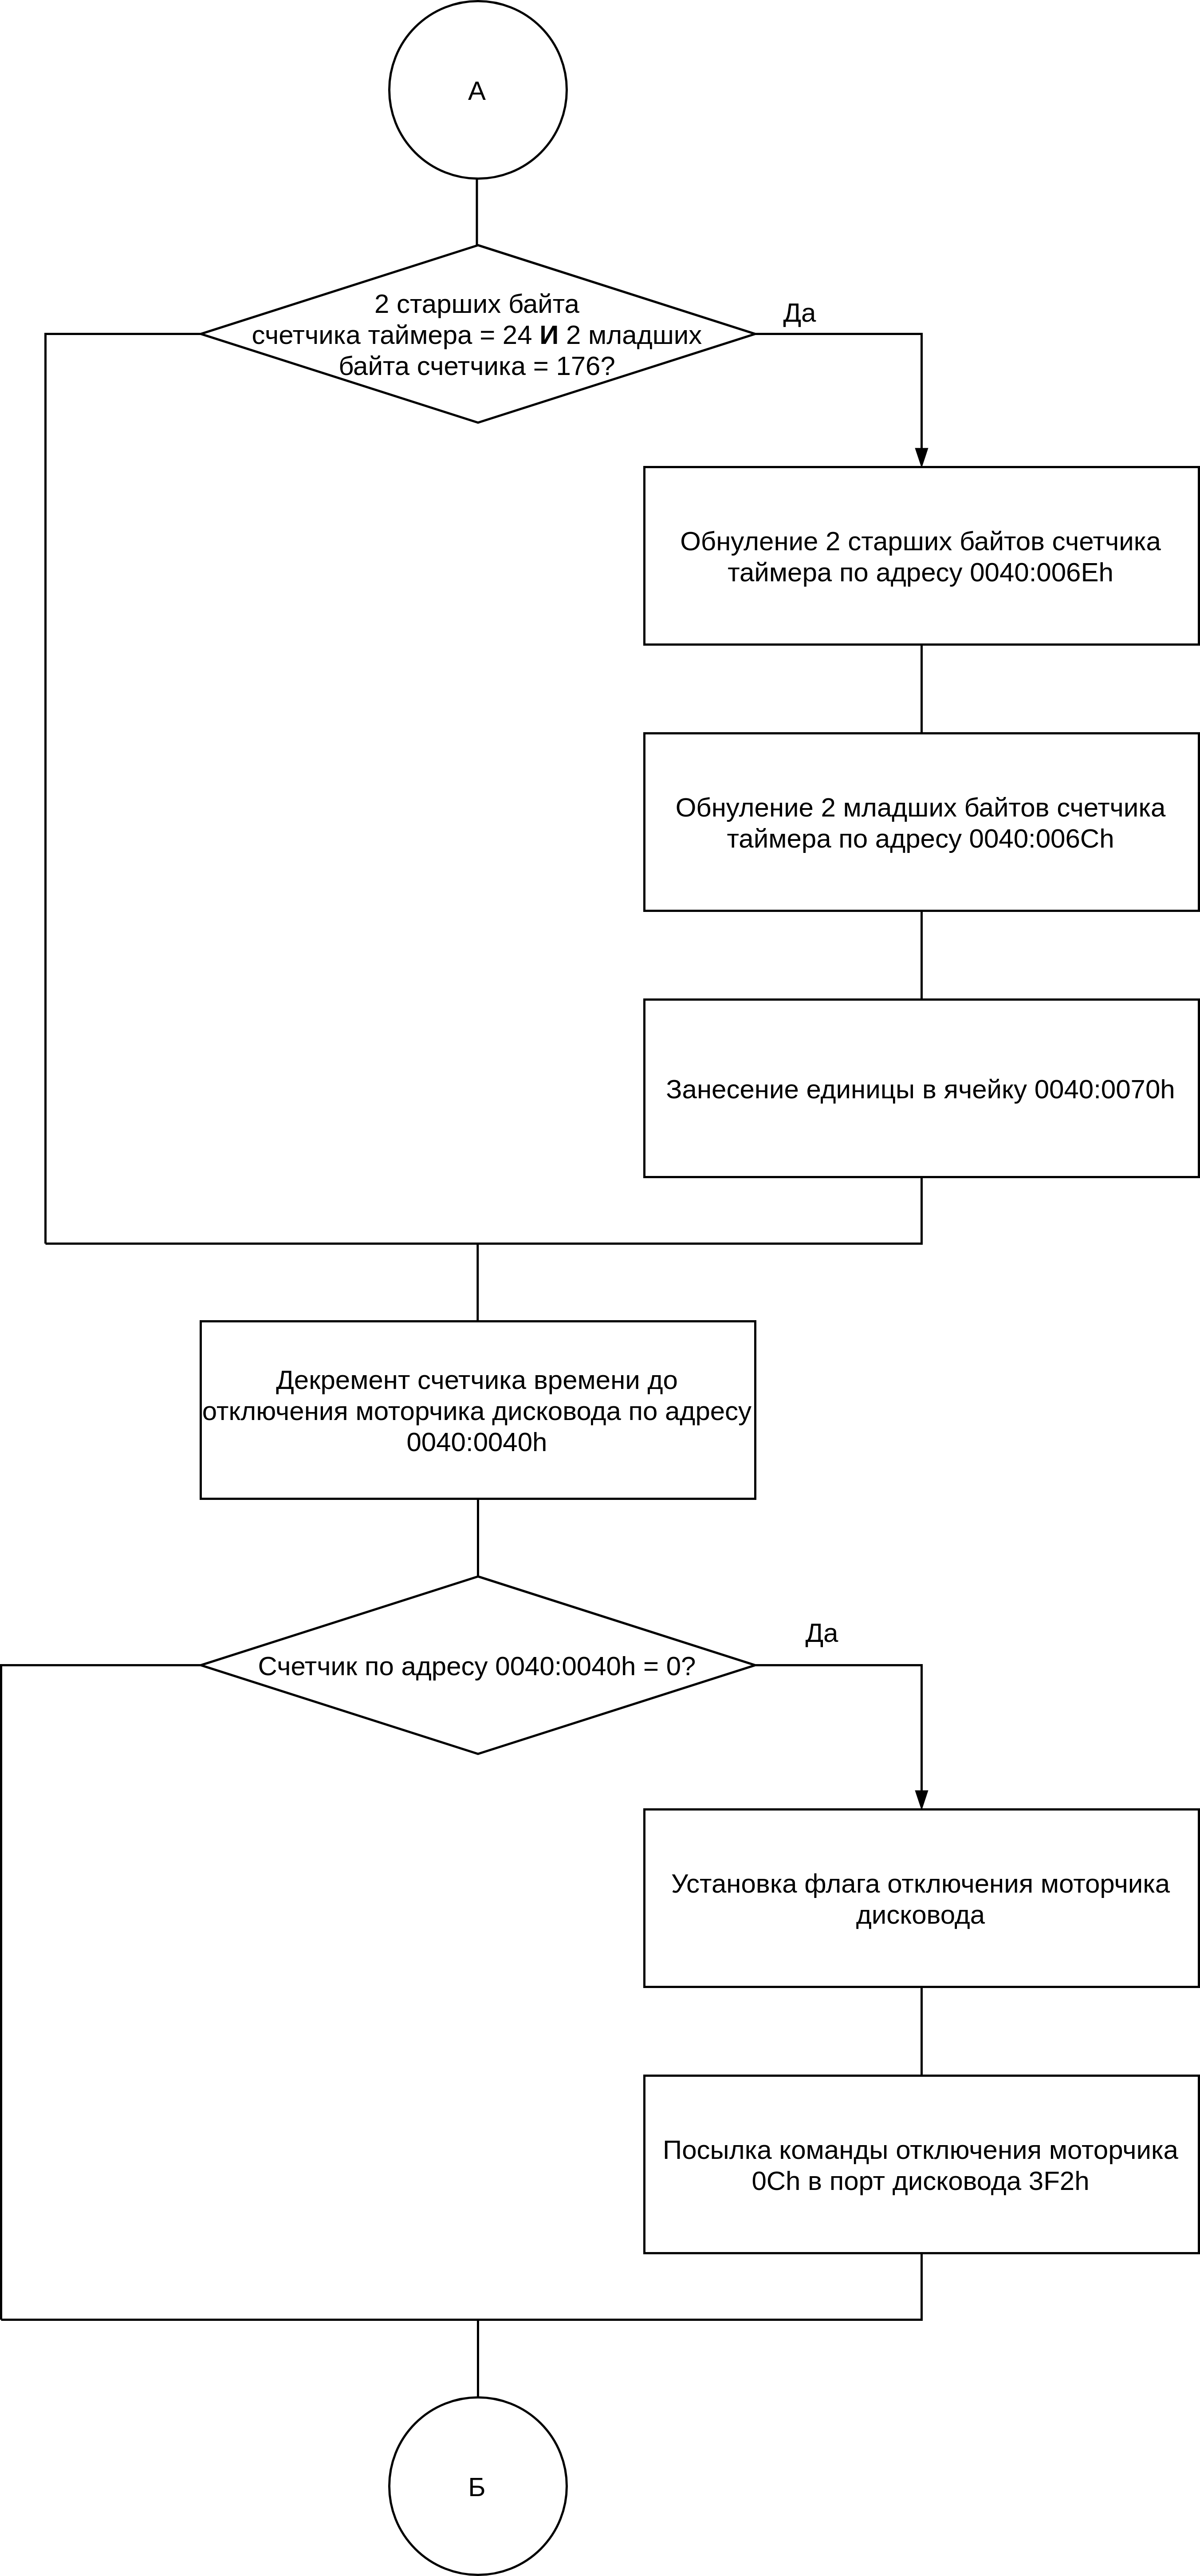 А
2 старших байта
счетчика таймера = 24 И 2 младших
байта счетчика = 176?
Да
Обнуление 2 старших байтов счетчика
таймера по адресу 0040:006Eh
Обнуление 2 младших байтов счетчика
таймера по адресу 0040:006Ch
Занесение единицы в ячейку 0040:0070h
Декремент счетчика времени до
отключения моторчика дисковода по адресу
0040:0040h
Счетчик по адресу 0040:0040h = 0?
Да
Установка флага отключения моторчика
дисковода
Посылка команды отключения моторчика
0Ch в порт дисковода 3F2h
Б